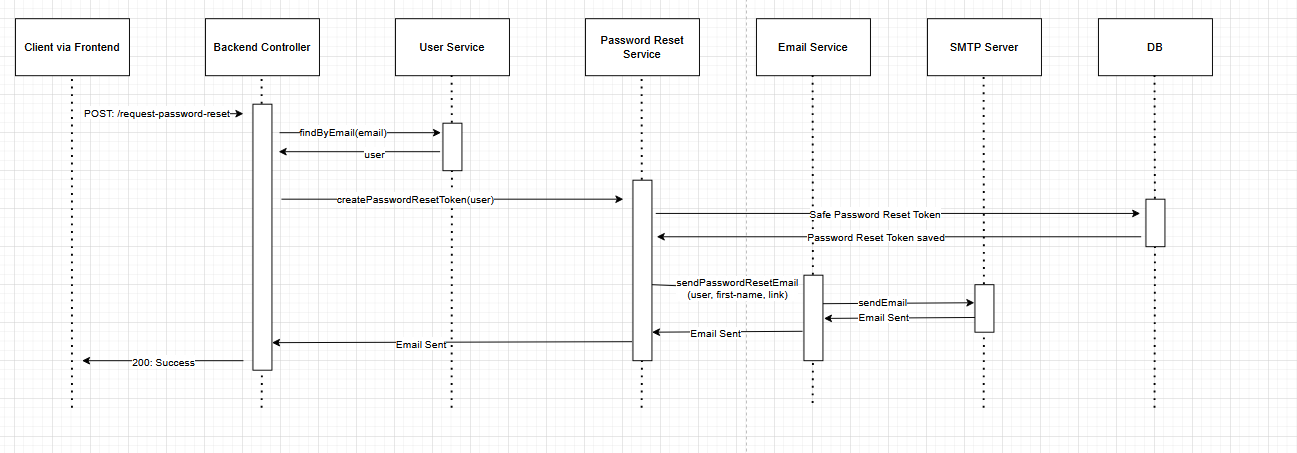 Client via Frontend
Backend Controller
User Service
Password Reset
Service
Email Service
SMTP Server
DB
POST: /request-password-reset
findByEmail(email)
user
createPasswordResetToken(user)
Safe Password Reset Token
Password Reset Token saved
sendPasswordResetEmail
(user, first-name, link)
sendEmail
Email Sent
Email Sent
Email Sent
200: Success